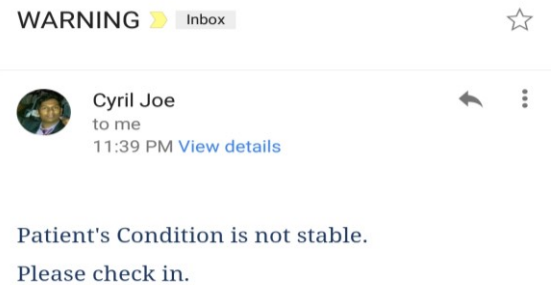 WARNING Inbox
Cyril Joe
to me
11:39 PM View details
Patient's Condition is not stable.
Please check in.